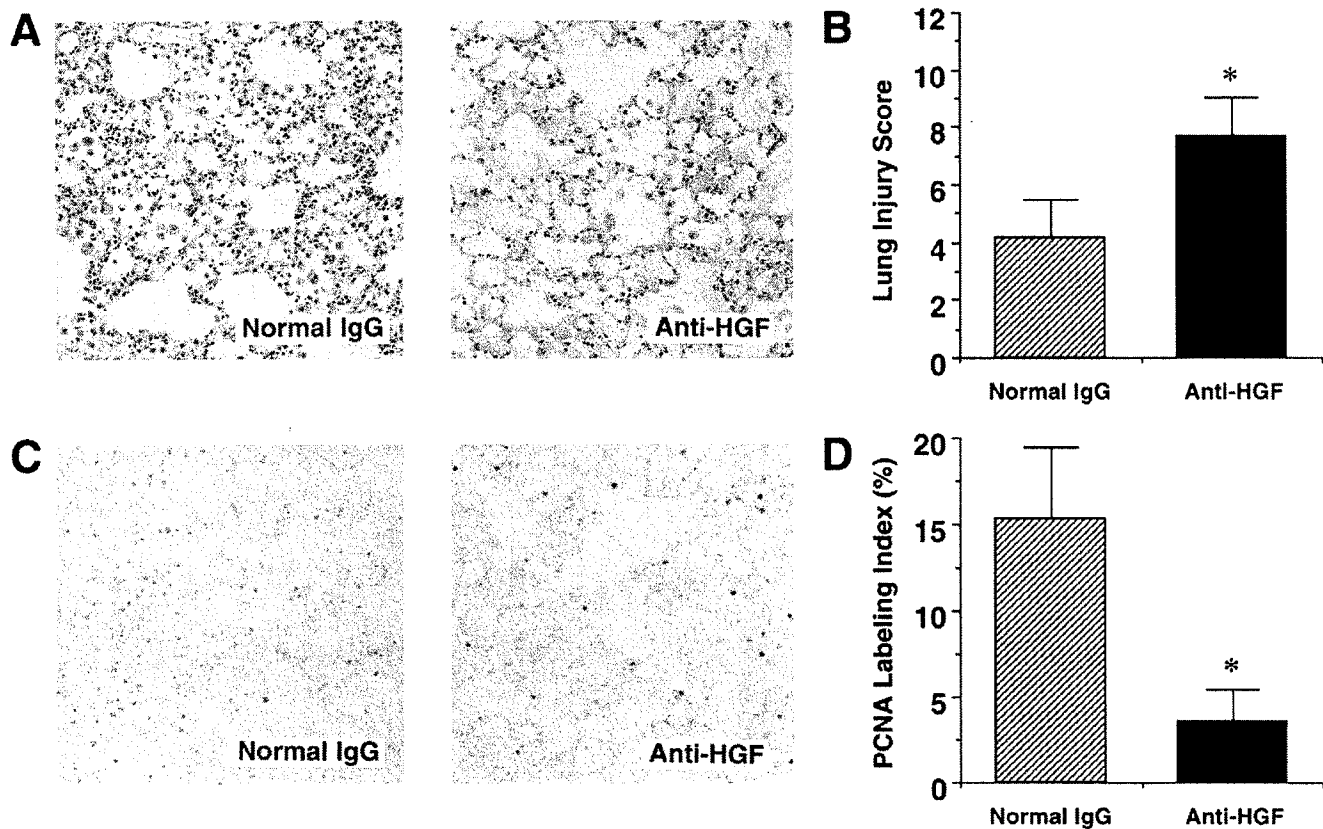 A
Normal IgG
Anti-HGF
B
Lung Injury Score
12
10
8
6
4
2
0
*
Normal IgG
Anti-HGF
C
Normal IgG
Anti-HGF
D
PCNA Labeling Index (%)
20
15
10
5
0
*
Normal IgG
Anti-HGF